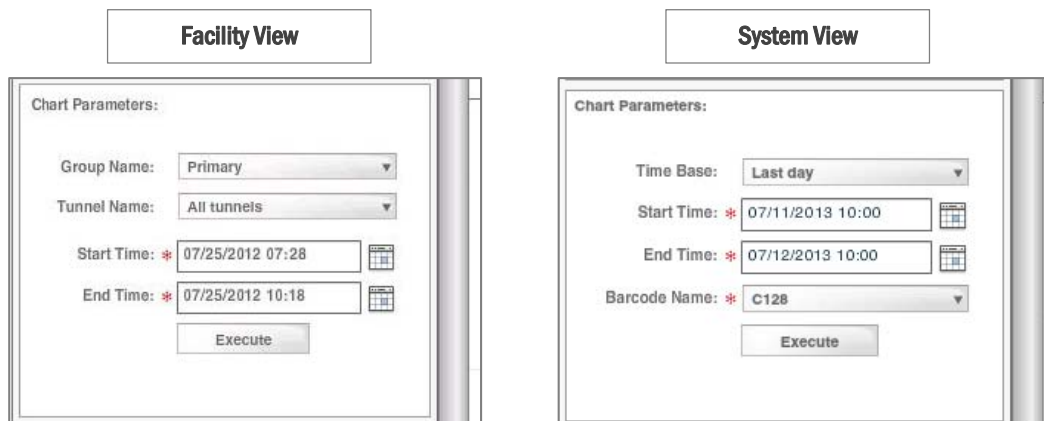 Facility View
Chart Parameters:
Group Name: Primary
Tunnel Name: All tunnels
Start Time: * 07/25/2012 07:28
End Time: * 07/25/2012 10:18
Execute
System View
Chart Parameters:
Time Base: Last day
Start Time: * 07/11/2013 10:00
End Time: * 07/12/2013 10:00
Barcode Name: * C128
Execute